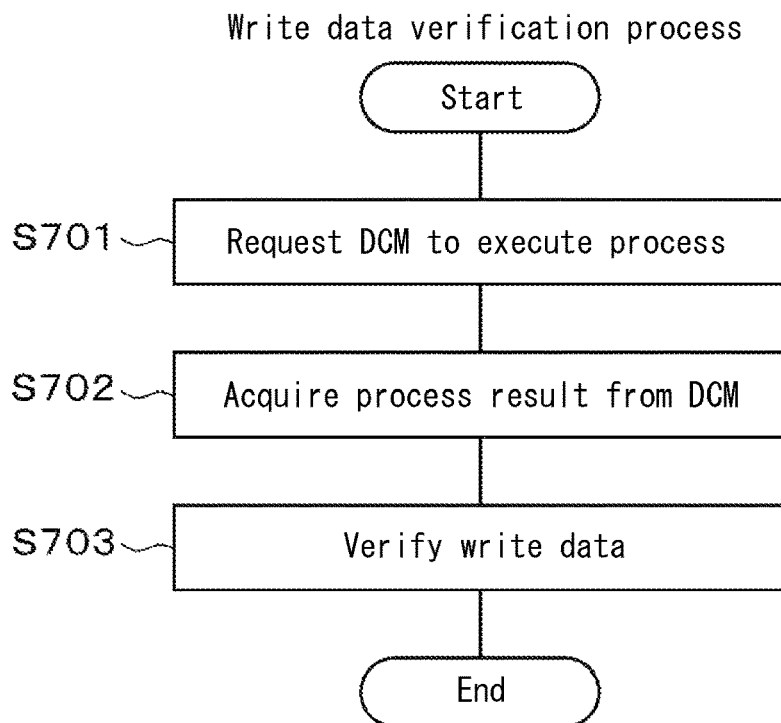 Write data verification process
Start
S701 Request DCM to execute process
S702 Acquire process result from DCM
S703 Verify write data
End